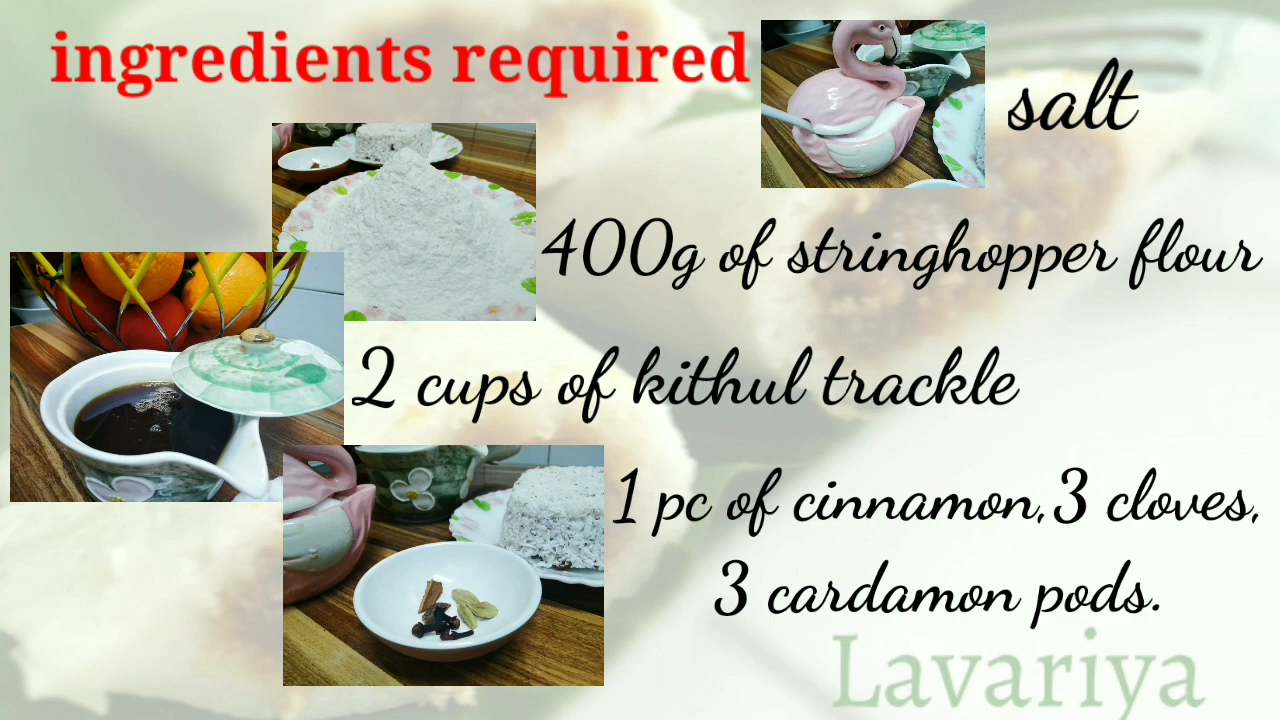 ingredients required
salt
400g of stringhopper flour
2 cups of kithul trackle
1 pc of cinnamon, 3 cloves,
3 cardamon pods.
Lavariya